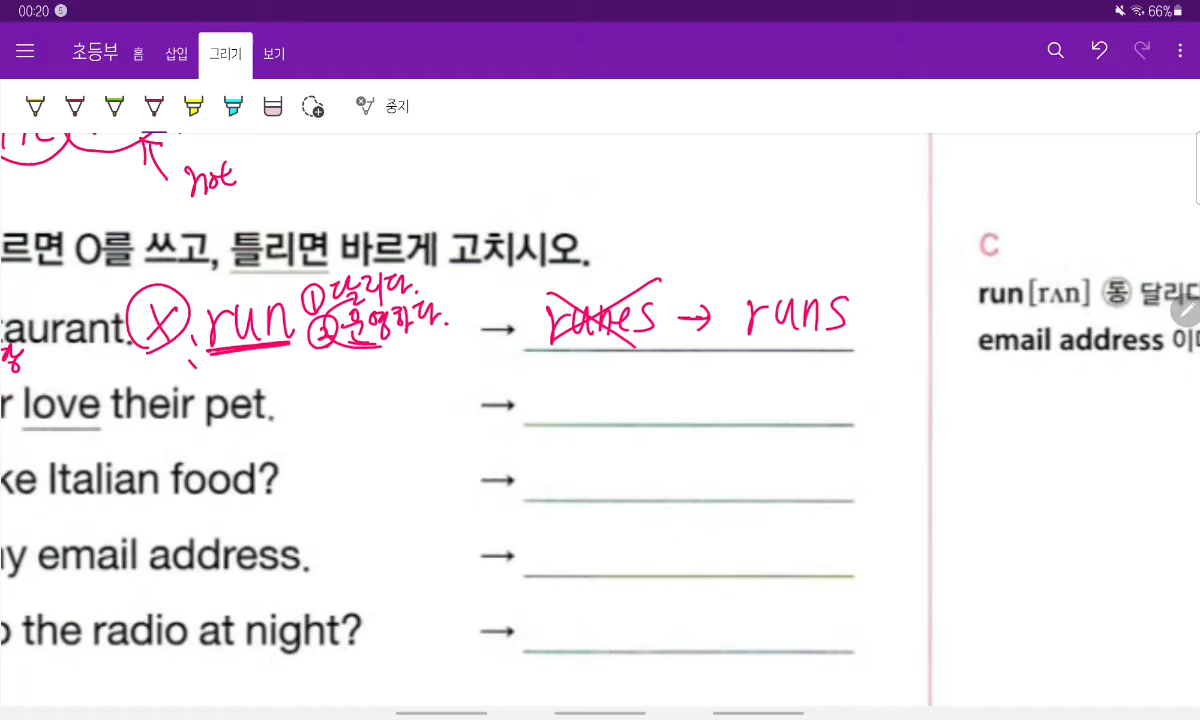 00:20 5 66%
초등부 홈 삽입 그리기 보기
중지
not
르면 O를 쓰고, 틀리면 바르게 고치시오.
taurant. X run ① 달리다. ② 운영하다. → runes → runs
r love their pet. →
ke Italian food? →
y email address. →
o the radio at night? →
C
run [rʌn] 동 달리다
email address 이메